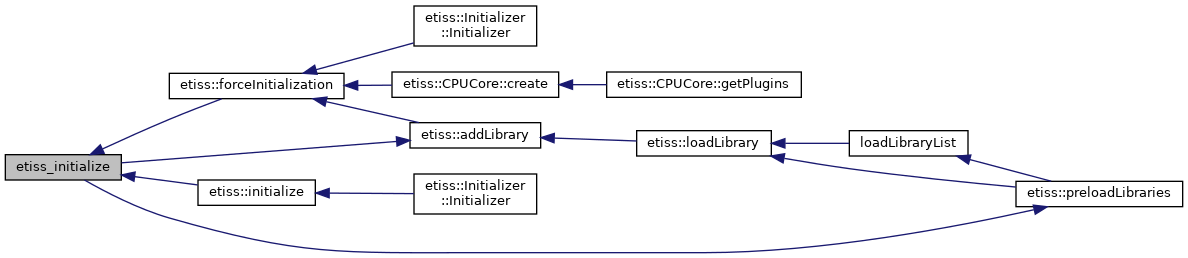 etiss::Initializer
::Initializer
etiss::forceInitialization
etiss::CPUCore::create
etiss::CPUCore::getPlugins
etiss::addLibrary
etiss::loadLibrary
loadLibraryList
etiss_initialize
etiss::initialize
etiss::Initializer
::Initializer
etiss::preloadLibraries